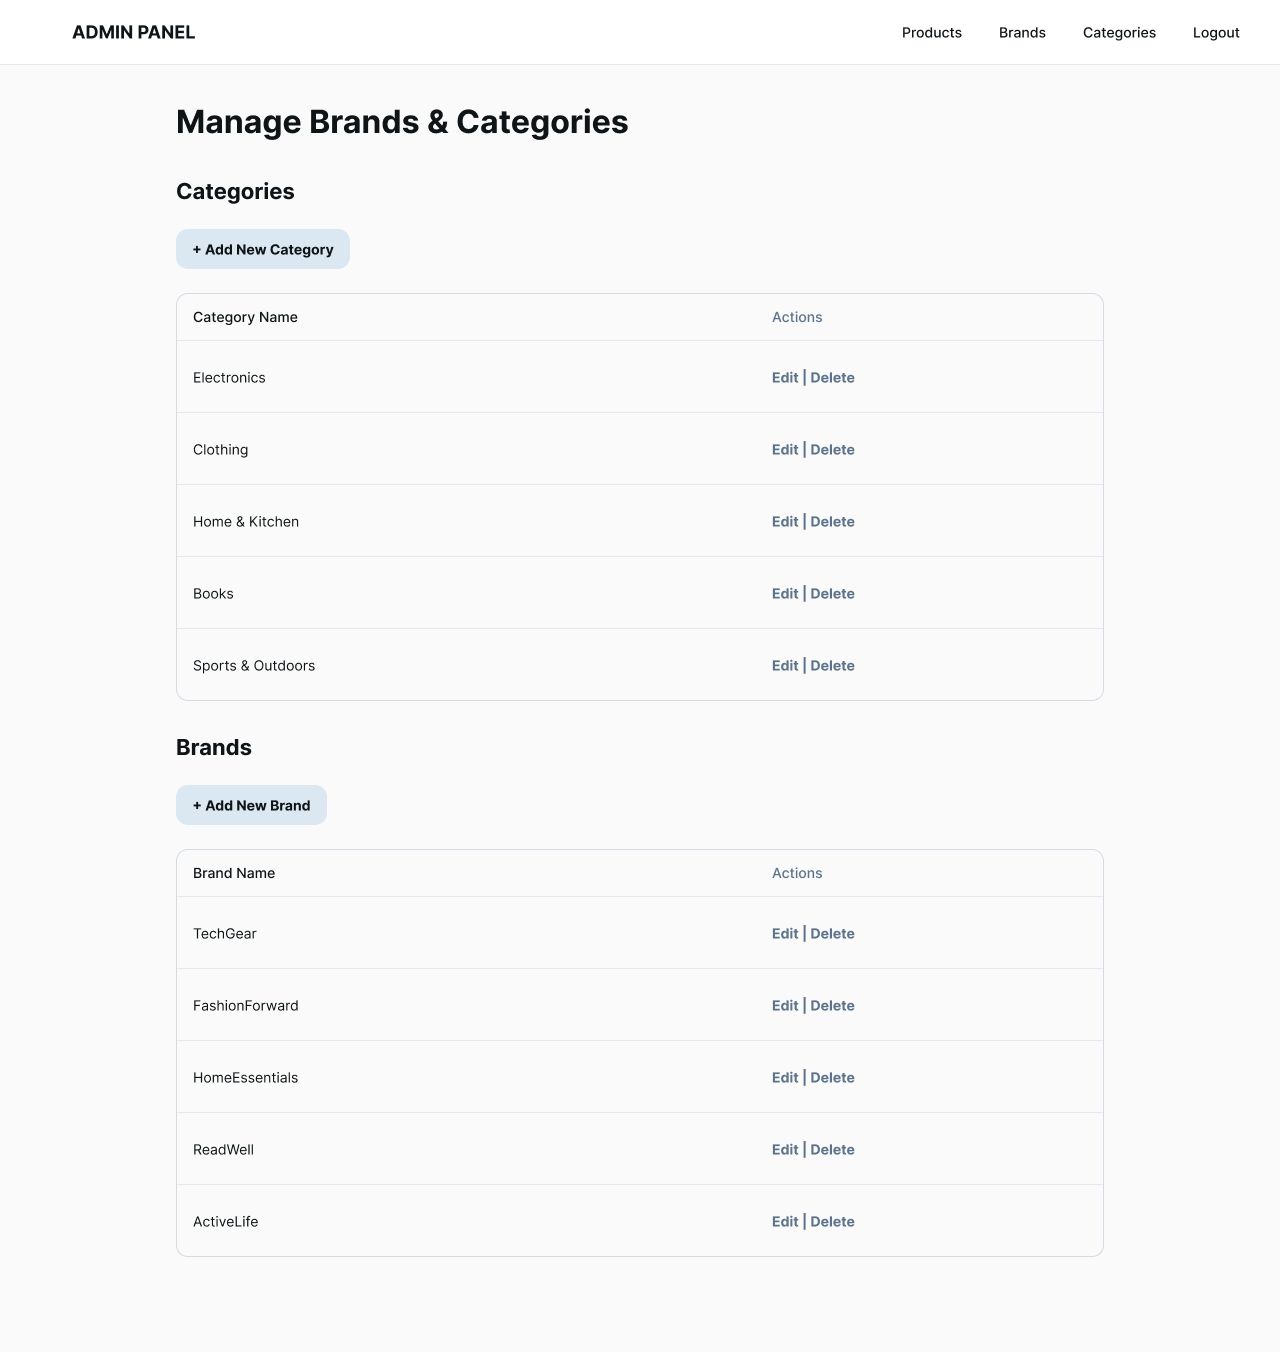 ADMIN PANEL
Products Brands Categories Logout
Manage Brands & Categories
Categories
+ Add New Category
Category Name Actions
Electronics Edit | Delete
Clothing Edit | Delete
Home & Kitchen Edit | Delete
Books Edit | Delete
Sports & Outdoors Edit | Delete
Brands
+ Add New Brand
Brand Name Actions
TechGear Edit | Delete
FashionForward Edit | Delete
HomeEssentials Edit | Delete
ReadWell Edit | Delete
ActiveLife Edit | Delete